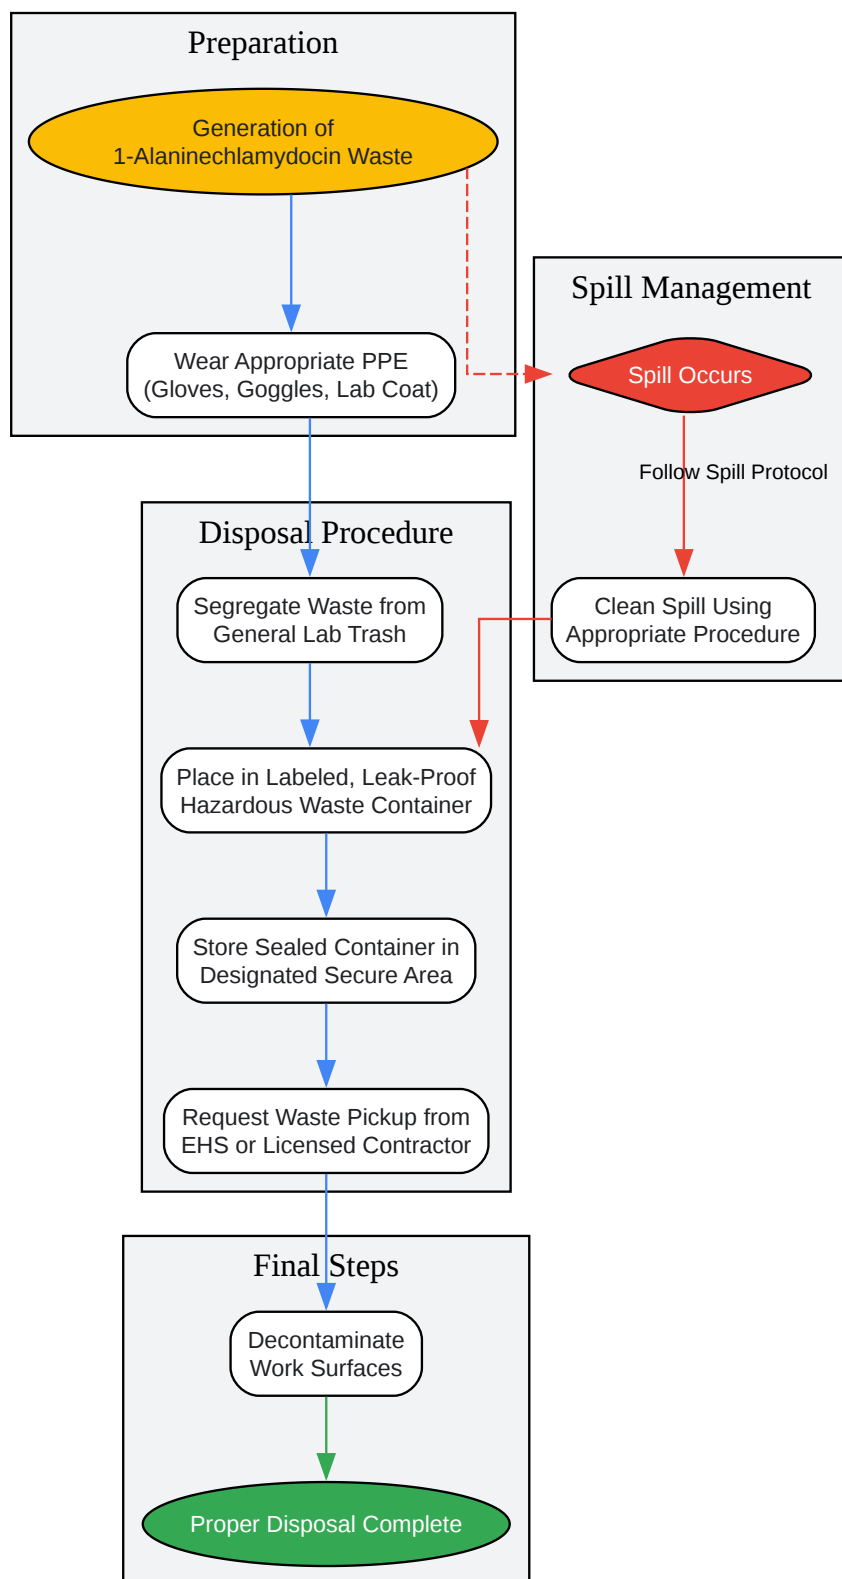 Preparation
Generation of
1-Alaninechlamydocin Waste
Wear Appropriate PPE
(Gloves, Goggles, Lab Coat)
Spill Management
Spill Occurs
Follow Spill Protocol
Clean Spill Using
Appropriate Procedure
Disposal Procedure
Segregate Waste from
General Lab Trash
Place in Labeled, Leak-Proof
Hazardous Waste Container
Store Sealed Container in
Designated Secure Area
Request Waste Pickup from
EHS or Licensed Contractor
Final Steps
Decontaminate
Work Surfaces
Proper Disposal Complete